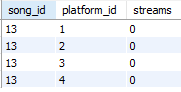 song_id platform_id streams
13 1 0
13 2 0
13 3 0
13 4 0